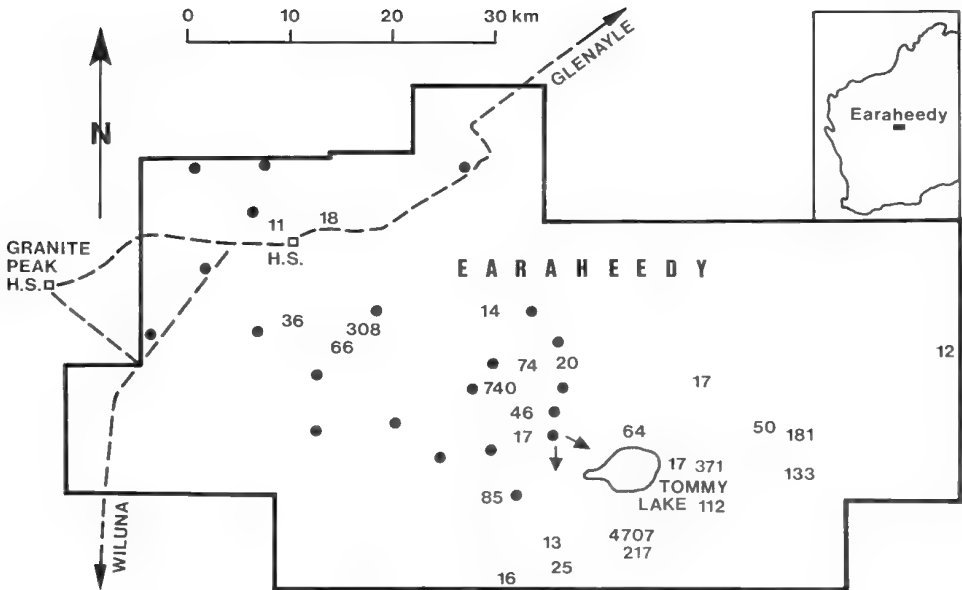 0 10 20 30 km
GLENAYLE
N
Earaheedy
11 18
H.S.
GRANITE
PEAK
H.S.
EARAHEEDY
36 308 14
66
74 20 12
740 17
46
17 64 50 181
17 371
TOMMY
LAKE 112
133
85
4707
13 217
25
16
WILUNA